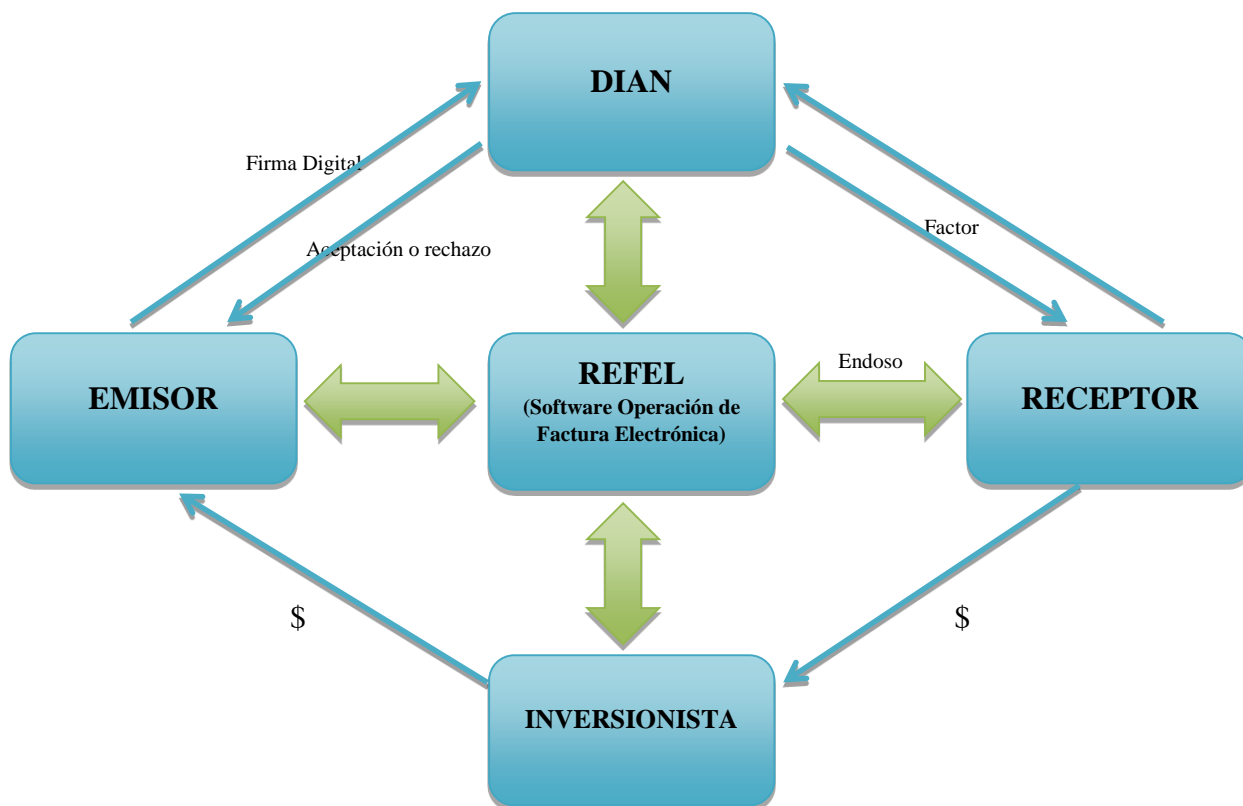 DIAN
Firma Digital
Aceptación o rechazo
Factor
EMISOR
REFEL
(Software Operación de
Factura Electrónica)
Endoso
RECEPTOR
$
$
INVERSIONISTA